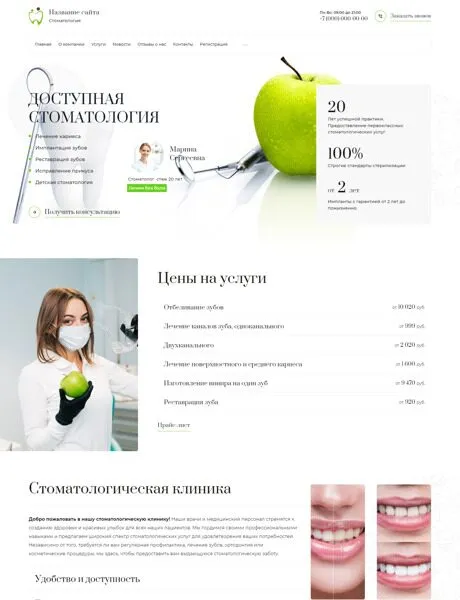 Название сайта
Стоматология
Пн-Вс: 09:00 до 21:00
+7 (000) 000 00 00
Заказать звонок
Главная О компании Услуги Новости Отзывы о нас Контакты Регистрация ...
ДОСТУПНАЯ
СТОМАТОЛОГИЯ
Лечение кариеса
Имплантация зубов
Реставрация зубов
Исправление прикуса
Детская стоматология
Марина
Сергеевна
Стоматолог, стаж 20 лет
Лечим без боли
Получить консультацию
20
Лет успешной практики.
Предоставление первоклассных
стоматологических услуг
100%
Строгие стандарты стерилизации
от 2 лет
Импланты с гарантией от 2 лет до
пожизненно.
Цены на услуги
Отбеливание зубов от 10 020 руб.
Лечение каналов зуба, одноканального от 999 руб.
Двухканального от 2 020 руб.
Лечение поверхностного и среднего кариеса от 1 600 руб.
Изготовление винира на один зуб от 9 470 руб.
Реставрация зуба от 920 руб.
Прайс-лист
Стоматологическая клиника
Добро пожаловать в нашу стоматологическую клинику! Наши врачи и медицинский персонал стремятся к
созданию здоровых и красивых улыбок для всех наших пациентов. Мы гордимся своими профессиональными
навыками и предлагаем широкий спектр стоматологических услуг для удовлетворения ваших потребностей.
Независимо от того, требуется ли вам регулярная профилактика, лечение зубов, ортодонтия или
косметические процедуры, мы здесь, чтобы предоставить вам выдающуюся стоматологическую заботу.
Удобство и доступность